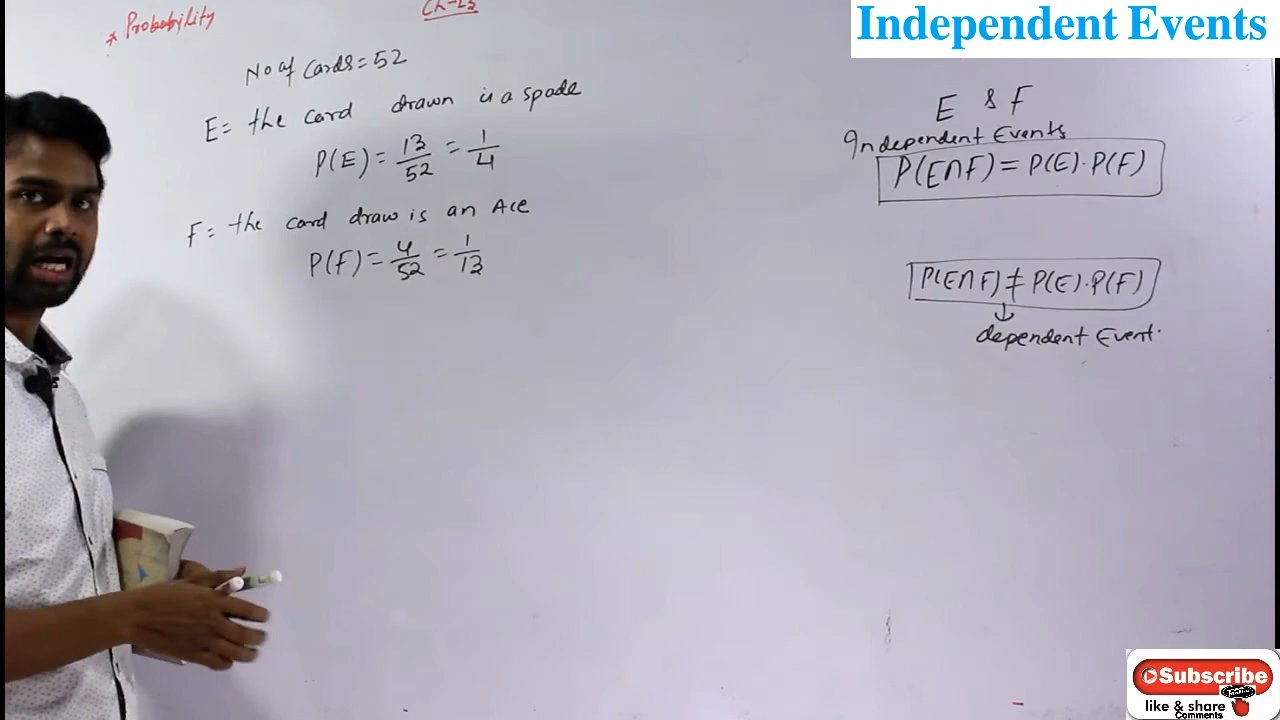 * Probability
Independent Events
No of Cards = 52
E = the card drawn is a spade
P(E) = 13/52 = 1/4
F = the card draw is an Ace
P(F) = 4/52 = 1/13
E & F
Independent Events
P(E∩F) = P(E)·P(F)
P(E∩F) ≠ P(E)·P(F)
↓
dependent Event.
Subscribe
like & share
Comments